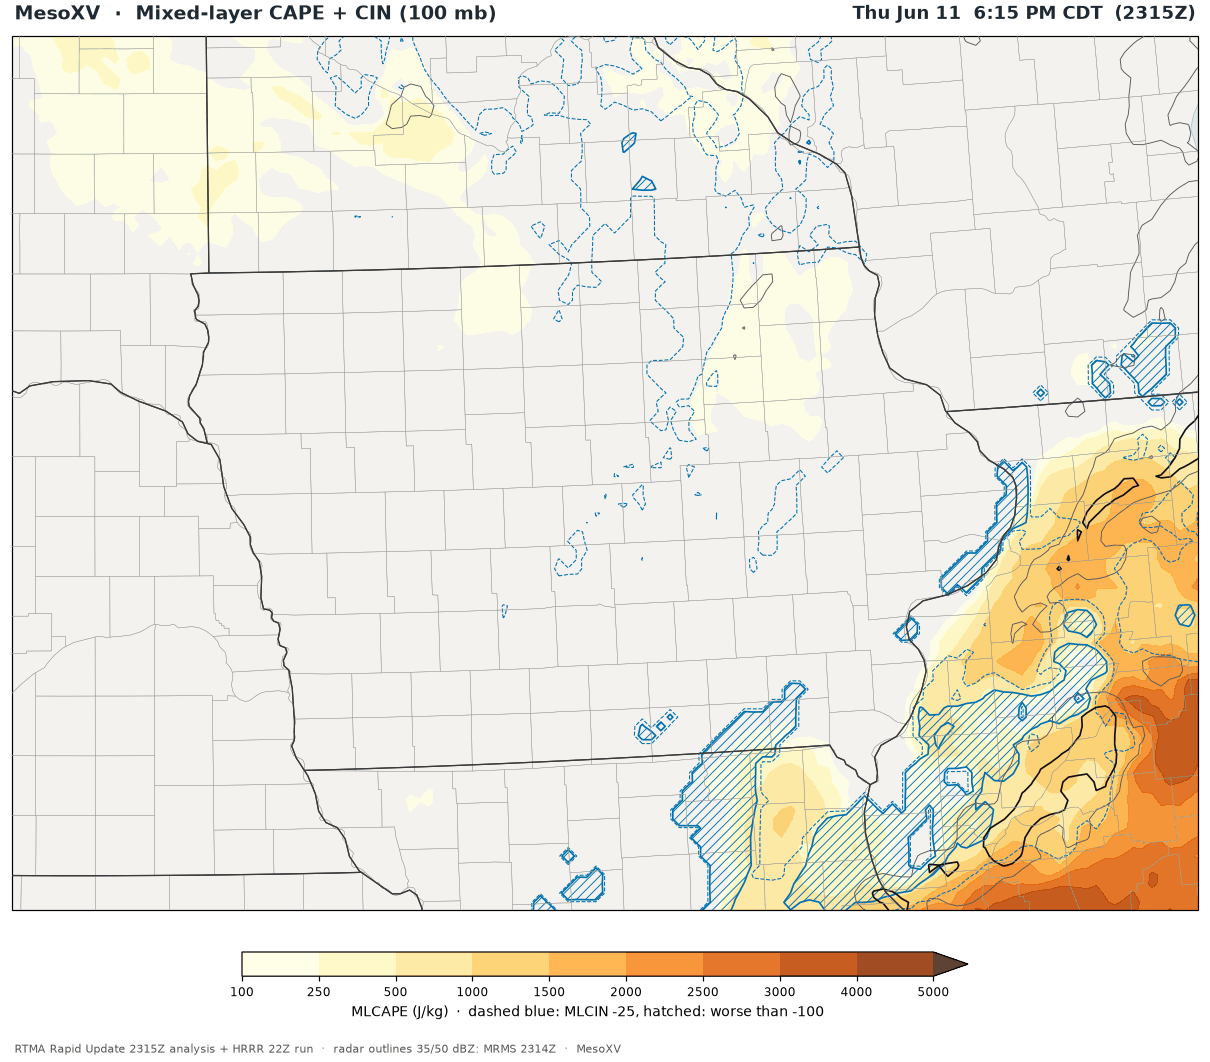 MesoXV · Mixed-layer CAPE + CIN (100 mb)
Thu Jun 11 6:15 PM CDT (2315Z)
100 250 500 1000 1500 2000 2500 3000 4000 5000
MLCAPE (J/kg) · dashed blue: MLCIN -25, hatched: worse than -100
RTMA Rapid Update 2315Z analysis + HRRR 22Z run · radar outlines 35/50 dBZ: MRMS 2314Z · MesoXV